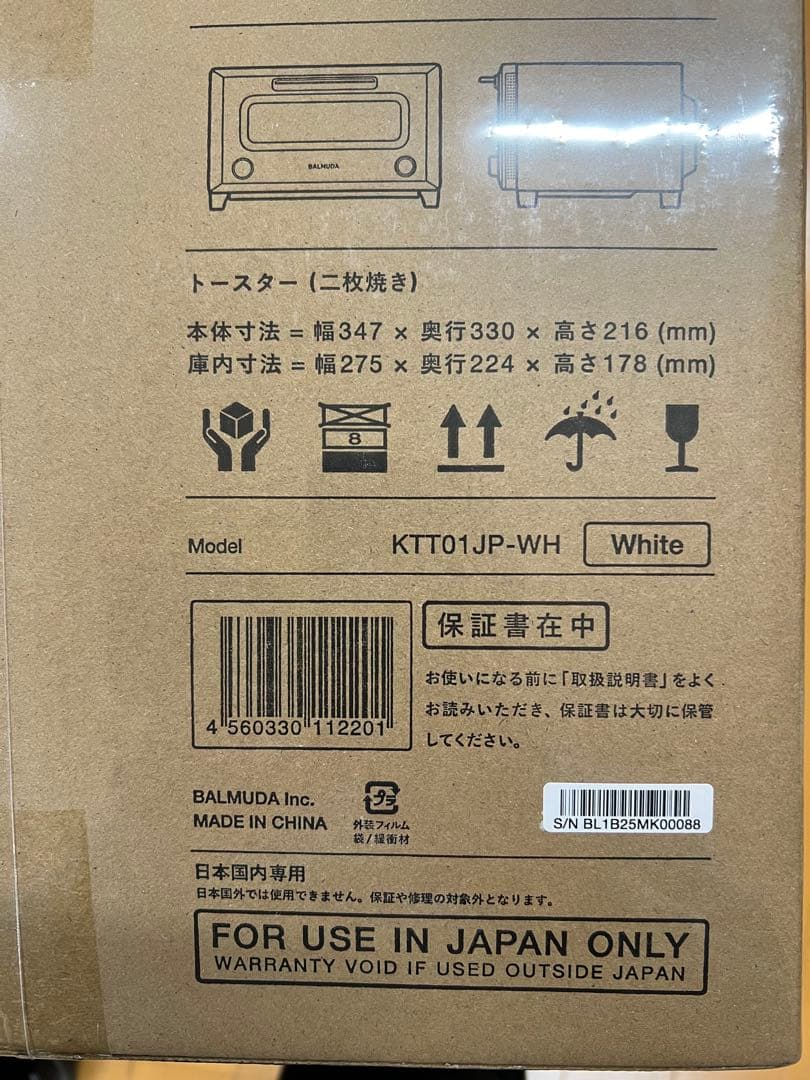 BALMUDA
トースター (二枚焼き)
本体寸法 = 幅347 × 奥行330 × 高さ216 (mm)
庫内寸法 = 幅275 × 奥行224 × 高さ178 (mm)
8
Model KTT01JP-WH White
保証書在中
お使いになる前に「取扱説明書」をよく
お読みいただき、保証書は大切に保管
してください。
4 560330 112201
BALMUDA Inc.
MADE IN CHINA
プラ
外装フィルム
袋/緩衝材
S/N BL1B25MK00088
日本国内専用
日本国外では使用できません。保証や修理の対象外となります。
FOR USE IN JAPAN ONLY
WARRANTY VOID IF USED OUTSIDE JAPAN